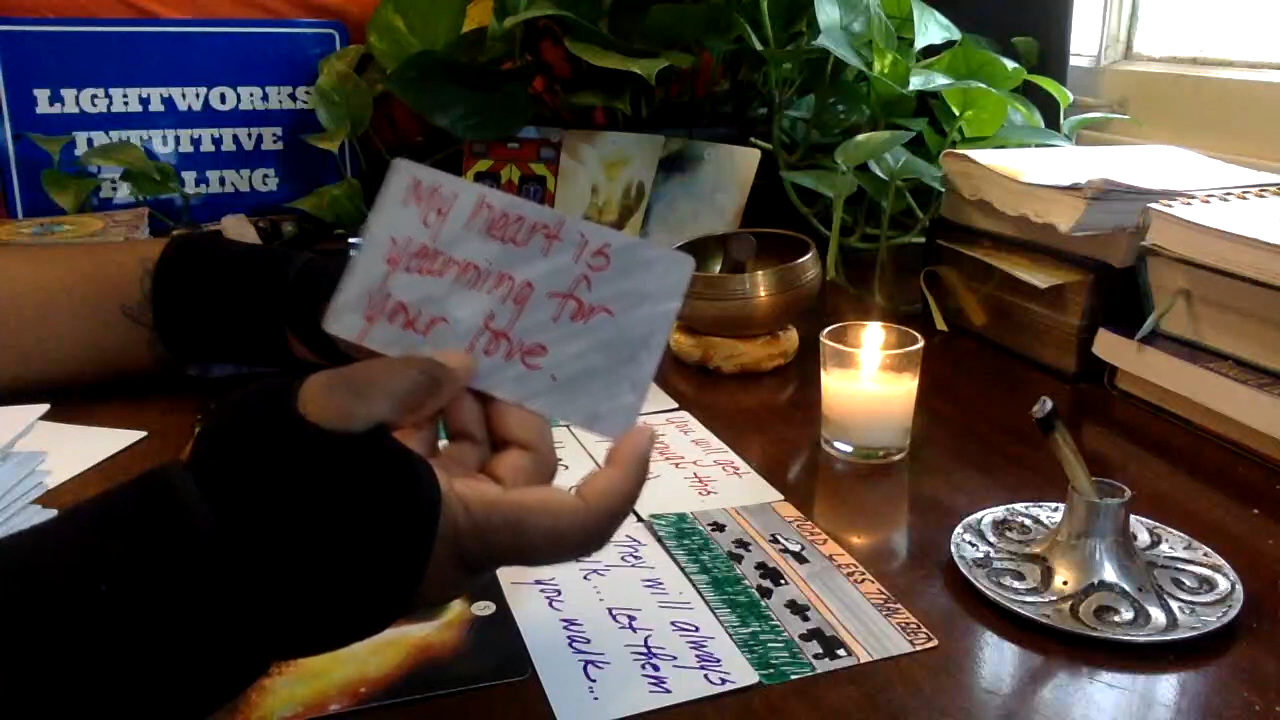 LIGHTWORKS
INTUITIVE
HEALING
My heart is
yearning for
your love.
You will get
through this.
ROAD LESS TRAVELED
They will always
Let them
you walk...